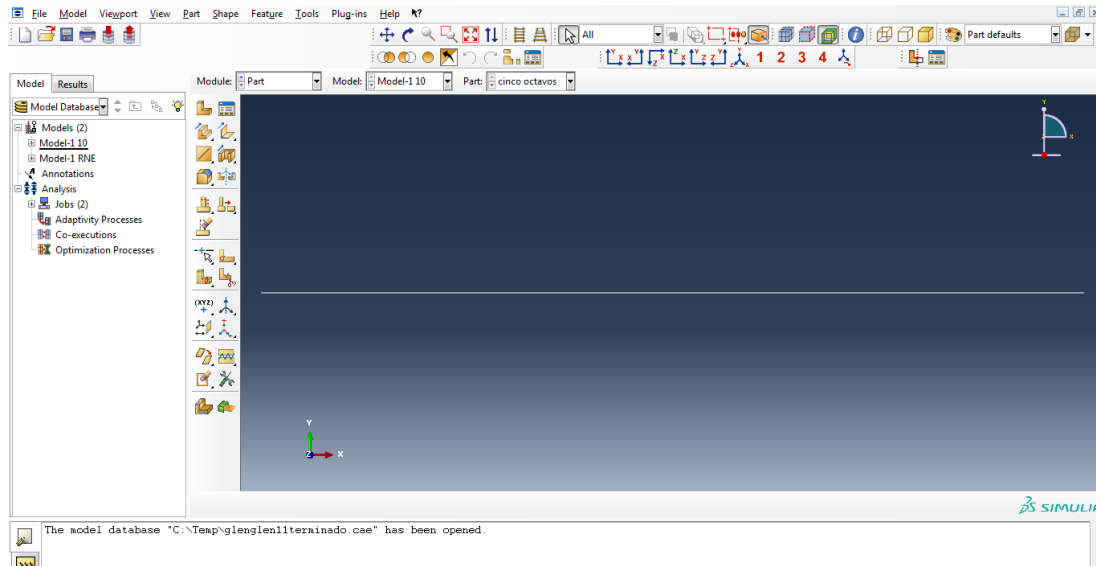 File Model Viewport View Part Shape Feature Tools Plug-ins Help
All Part defaults
1 2 3 4
Model Results Module: Part Model: Model-1 10 Part: cinco octavos
Model Database
Models (2)
Model-1 10
Model-1 RNE
Annotations
Analysis
Jobs (2)
Adaptivity Processes
Co-executions
Optimization Processes
(XYZ)
Y
X
Y
Z X
SIMULIA
The model database "C:\Temp\glenglen11terminado.cae" has been opened.